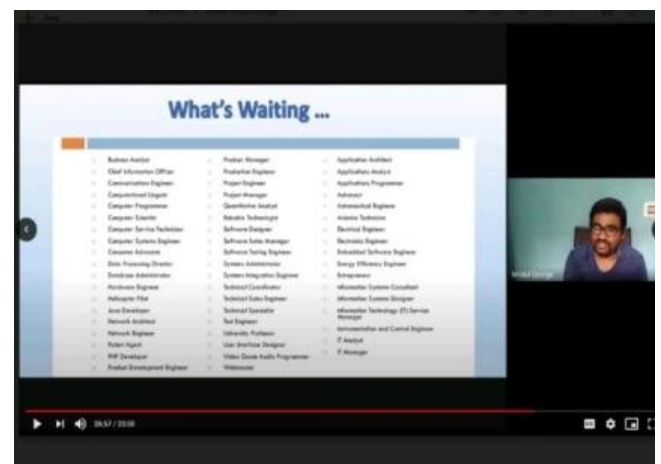 What's Waiting ...
Business Analyst
Chief Information Officer
Communications Engineer
Computational Linguist
Computer Programmer
Computer Scientist
Computer Service Technician
Computer Systems Engineer
Consumer Advocate
Data Processing Director
Database Administrator
Hardware Engineer
Helicopter Pilot
Java Developer
Network Architect
Network Engineer
Patent Agent
PHP Developer
Product Development Engineer
Product Manager
Production Engineer
Project Engineer
Project Manager
Quantitative Analyst
Robotics Technologist
Software Designer
Software Sales Manager
Software Testing Engineer
Systems Administrator
Systems Integration Engineer
Technical Coordinator
Technical Sales Engineer
Technical Specialist
Test Engineer
University Professor
User Interface Designer
Video Game Audio Programmer
Webmaster
Application Architect
Applications Analyst
Applications Programmer
Astronaut
Astronautical Engineer
Avionics Technician
Electrical Engineer
Electronics Engineer
Embedded Software Engineer
Energy Efficiency Engineer
Entrepreneur
Information Systems Consultant
Information Systems Designer
Information Technology (IT) Service
Manager
Instrumentation and Control Engineer
IT Analyst
IT Manager
George